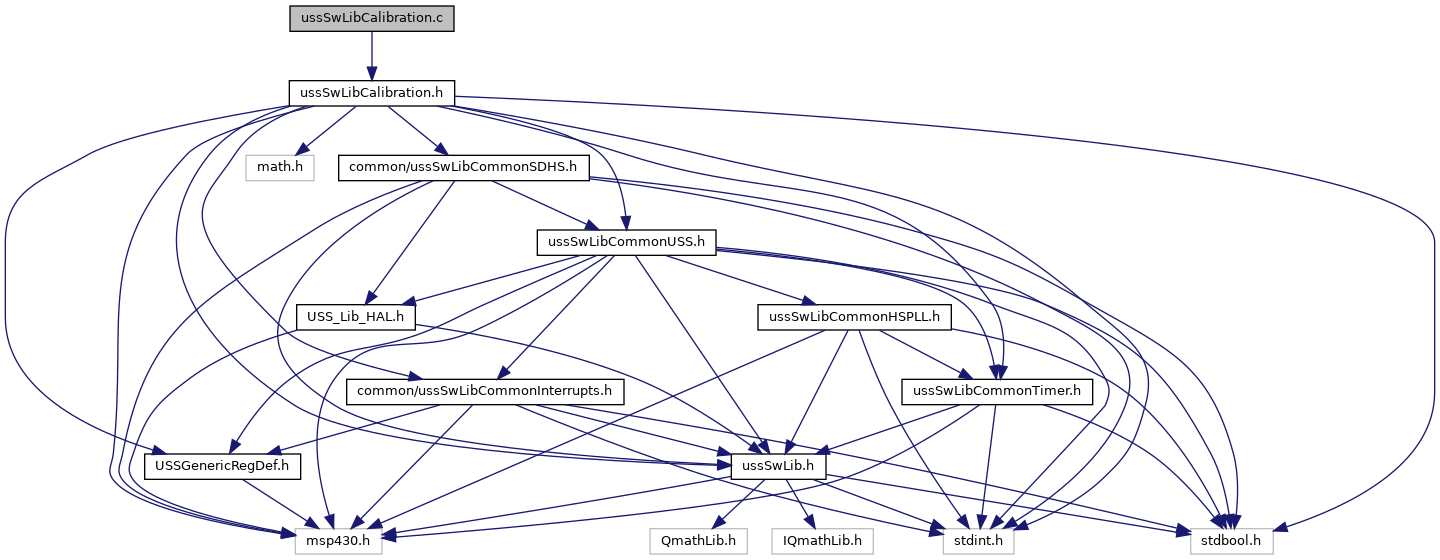 ussSwLibCalibration.c
ussSwLibCalibration.h
math.h
common/ussSwLibCommonSDHS.h
ussSwLibCommonUSS.h
USS_Lib_HAL.h
ussSwLibCommonHSPLL.h
common/ussSwLibCommonInterrupts.h
ussSwLibCommonTimer.h
USSGenericRegDef.h
ussSwLib.h
msp430.h
QmathLib.h
IQmathLib.h
stdint.h
stdbool.h